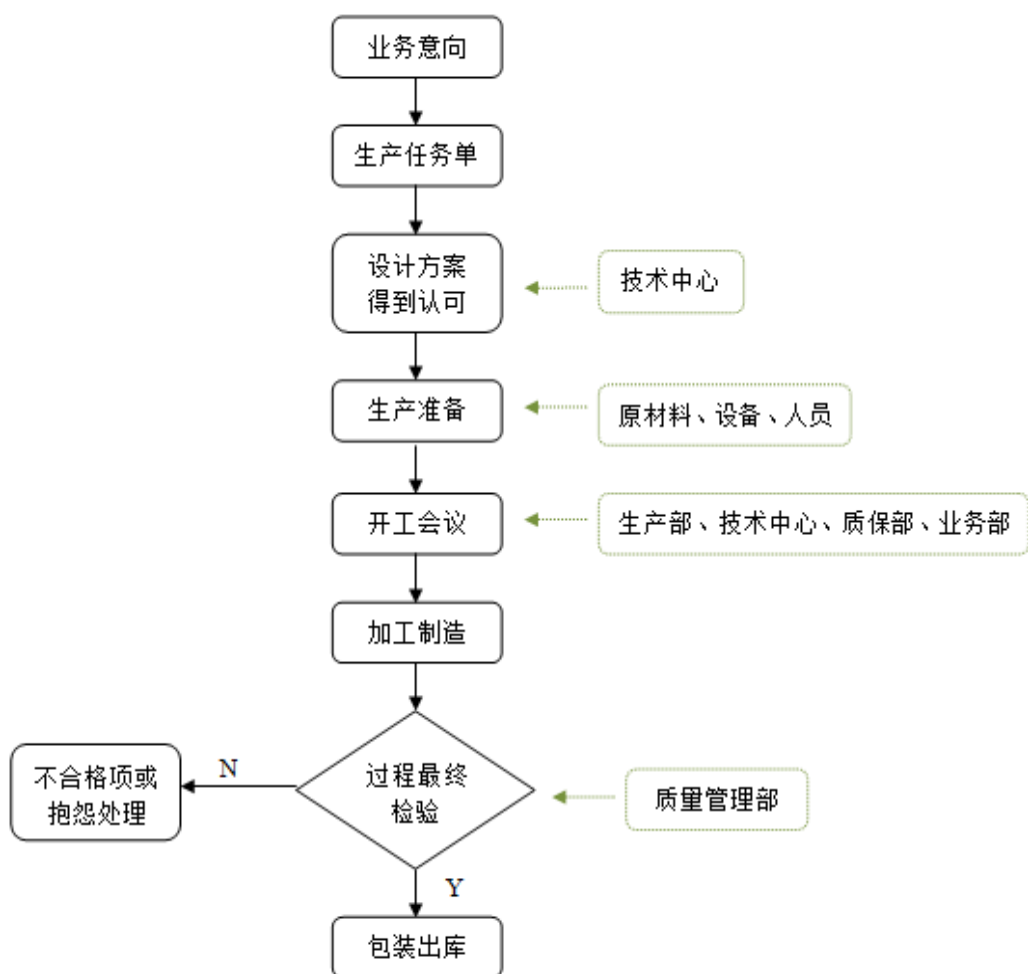 业务意向
生产任务单
设计方案
得到认可
技术中心
生产准备
原材料、设备、人员
开工会议
生产部、技术中心、质保部、业务部
加工制造
过程最终
检验
N
不合格项或
抱怨处理
质量管理部
Y
包装出库